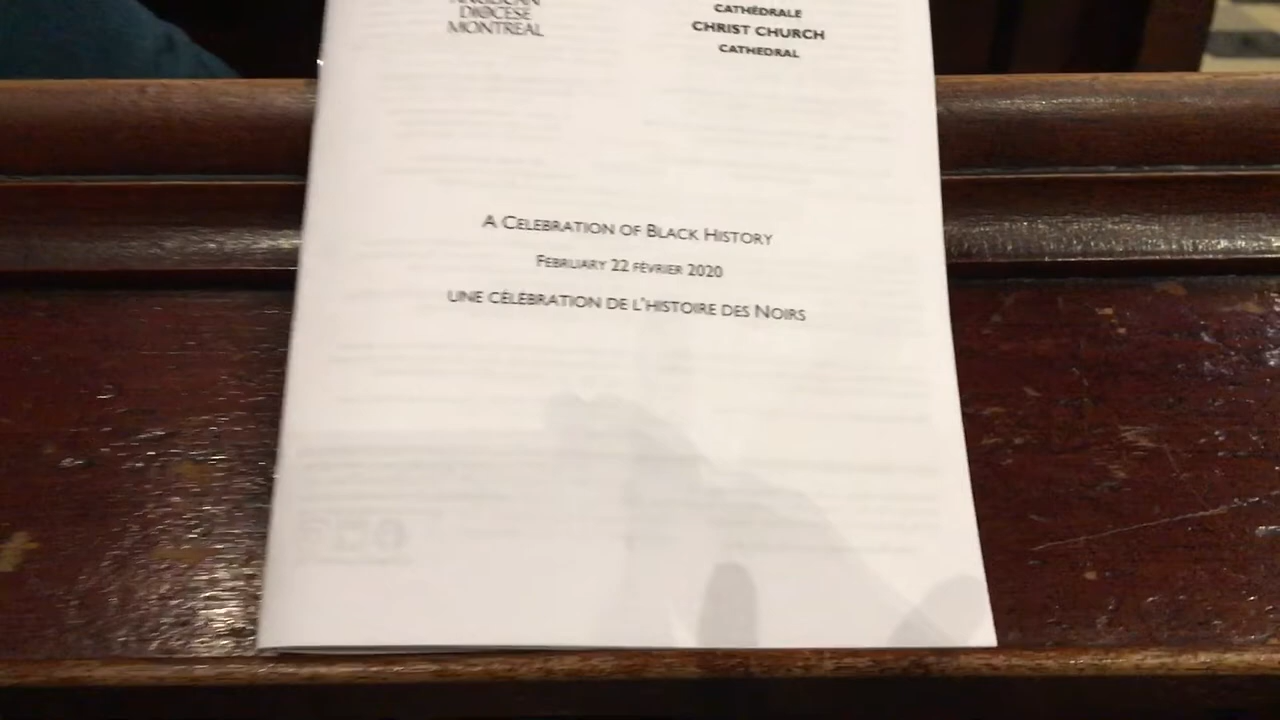 ANGLICAN
DIOCESE
MONTREAL
CATHÉDRALE
CHRIST CHURCH
CATHEDRAL
A CELEBRATION OF BLACK HISTORY
FEBRUARY 22 FÉVRIER 2020
UNE CÉLÉBRATION DE L'HISTOIRE DES NOIRS